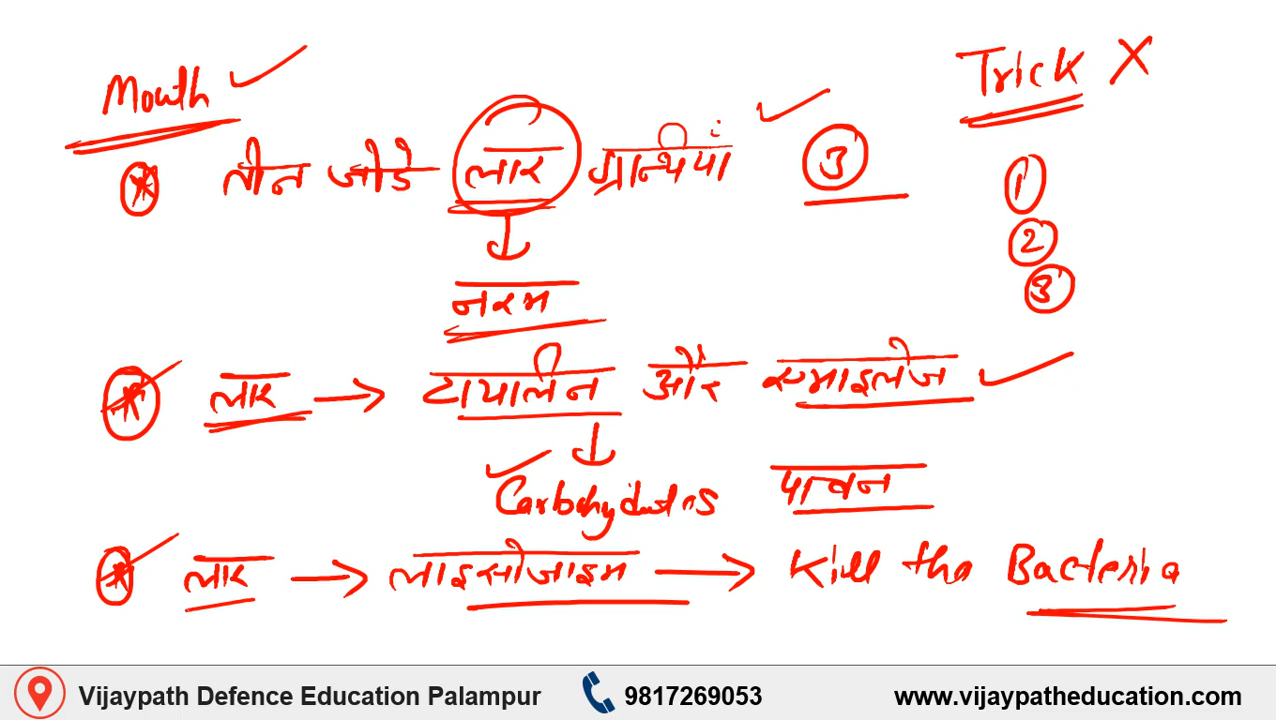 Mouth
Trick X
* तीन जोडे लार ग्रन्थियां 3
1
2
3
नरम
* लार → टायालिन और एमाइलेज
Carbohydrates पाचन
* लार → लाइसोजाइम → Kill the Bacteria
Vijaypath Defence Education Palampur 9817269053 www.vijaypatheducation.com